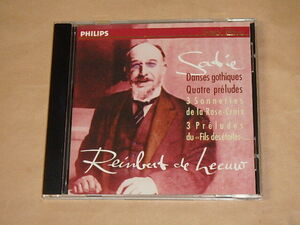 PHILIPS
Satie
Danses gothiques
Quatre préludes
3 Sonneries
de la Rose-Croix
3 Préludes
du «Fils des étoiles»
Reinbert de Leeuw